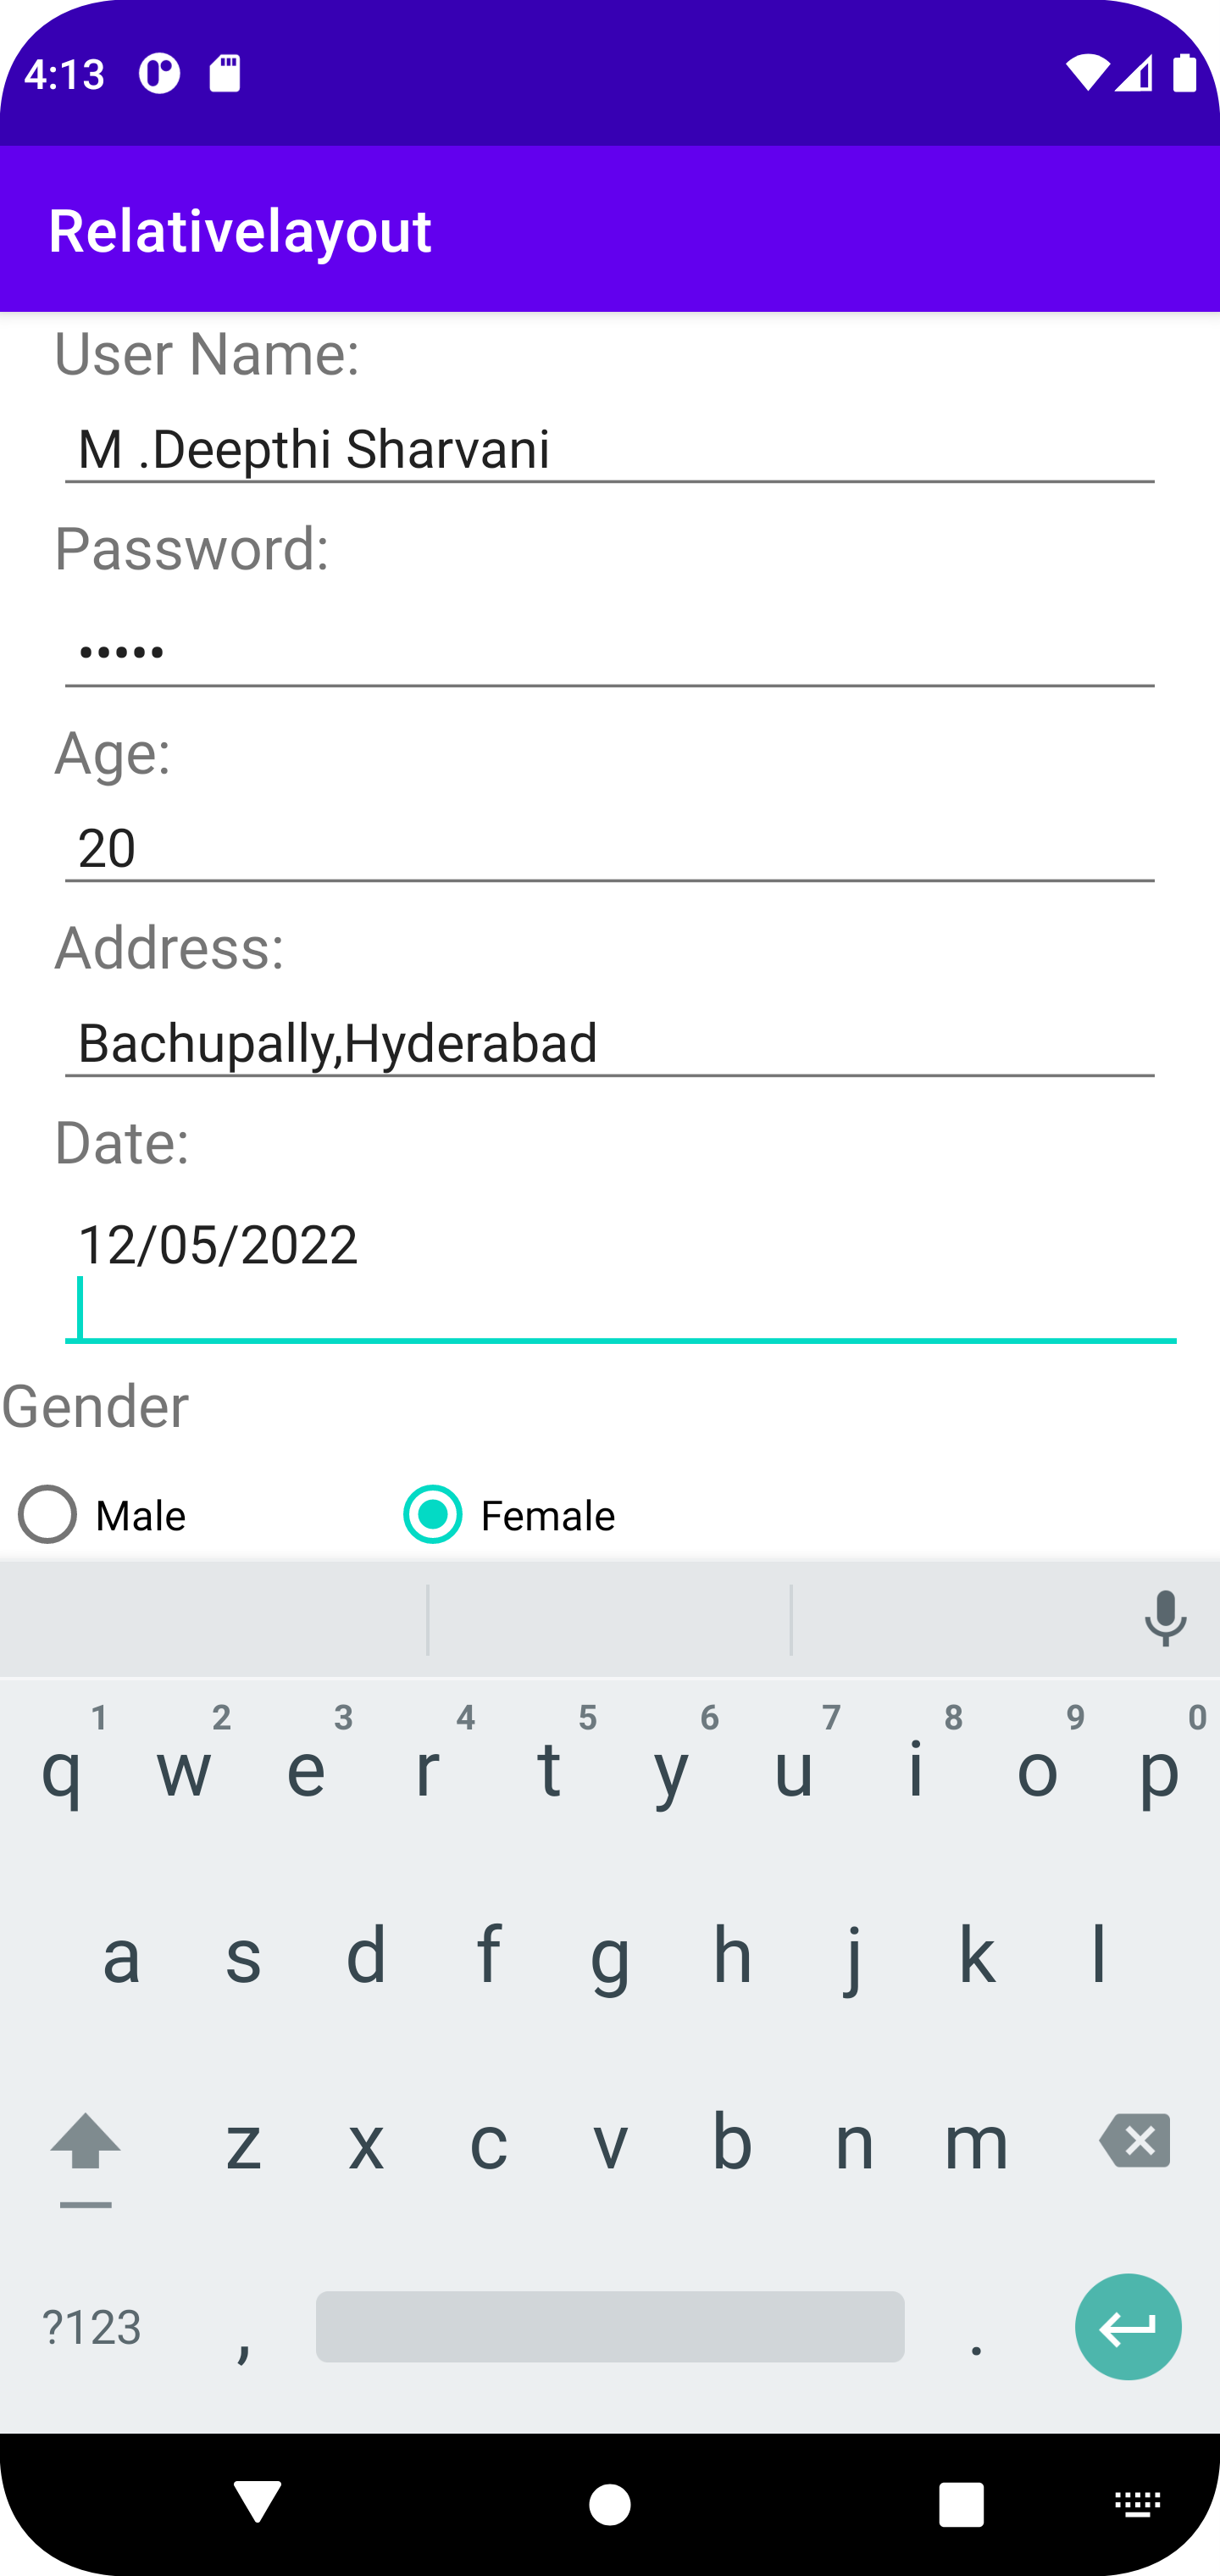 4:13
Relativelayout
User Name:
M .Deepthi Sharvani
Password:
•••••
Age:
20
Address:
Bachupally,Hyderabad
Date:
12/05/2022
Gender
Male Female
1 2 3 4 5 6 7 8 9 0
q w e r t y u i o p
a s d f g h j k l
z x c v b n m
?123 , .